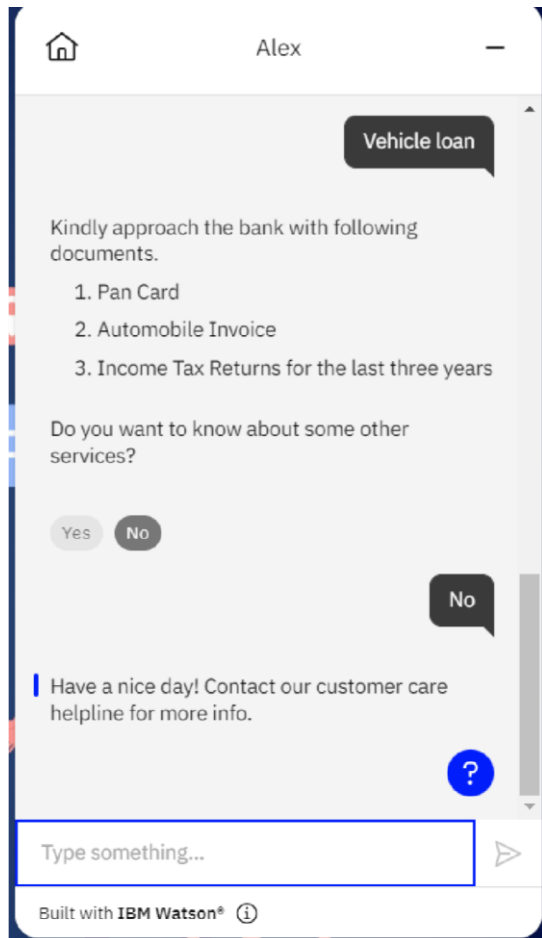 Alex
Vehicle loan
Kindly approach the bank with following
documents.
1. Pan Card
2. Automobile Invoice
3. Income Tax Returns for the last three years
Do you want to know about some other
services?
Yes No
No
Have a nice day! Contact our customer care
helpline for more info.
?
Type something...
Built with IBM Watson®